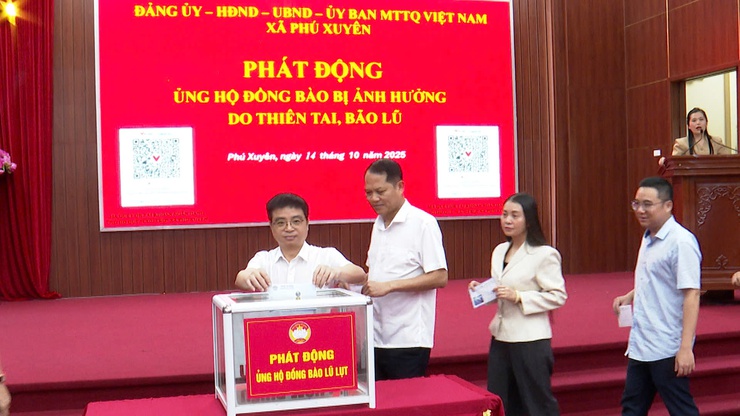 ĐẢNG ỦY – HĐND – UBND – ỦY BAN MTTQ VIỆT NAM
XÃ PHÚ XUYÊN
PHÁT ĐỘNG
ỦNG HỘ ĐỒNG BÀO BỊ ẢNH HƯỞNG
DO THIÊN TAI, BÃO LŨ
Phú Xuyên, ngày 14 tháng 10 năm 2025
PHÁT ĐỘNG
ỦNG HỘ ĐỒNG BÀO LŨ LỤT